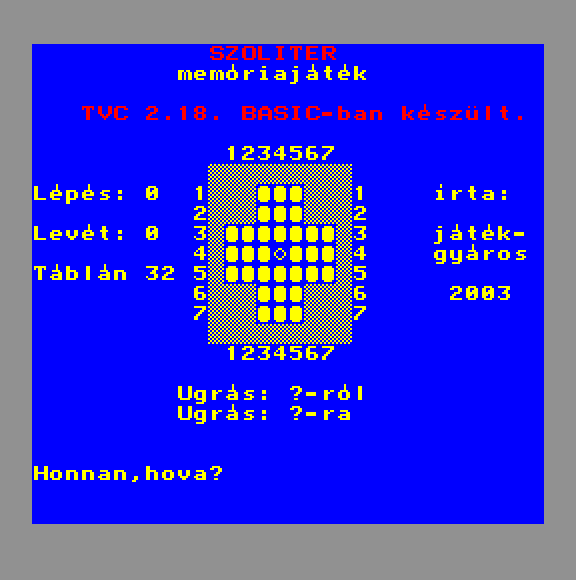 SZOLITER
memóriajáték
TVC 2.18. BASIC-ban készült.
1234567
Lépés: 0 1 1 írta:
2 2
Levét: 0 3 3 játék-
4 4 gyáros
Táblán 32 5 5
6 6 2003
7 7
1234567
Ugrás: ?-ról
Ugrás: ?-ra
Honnan,hova?